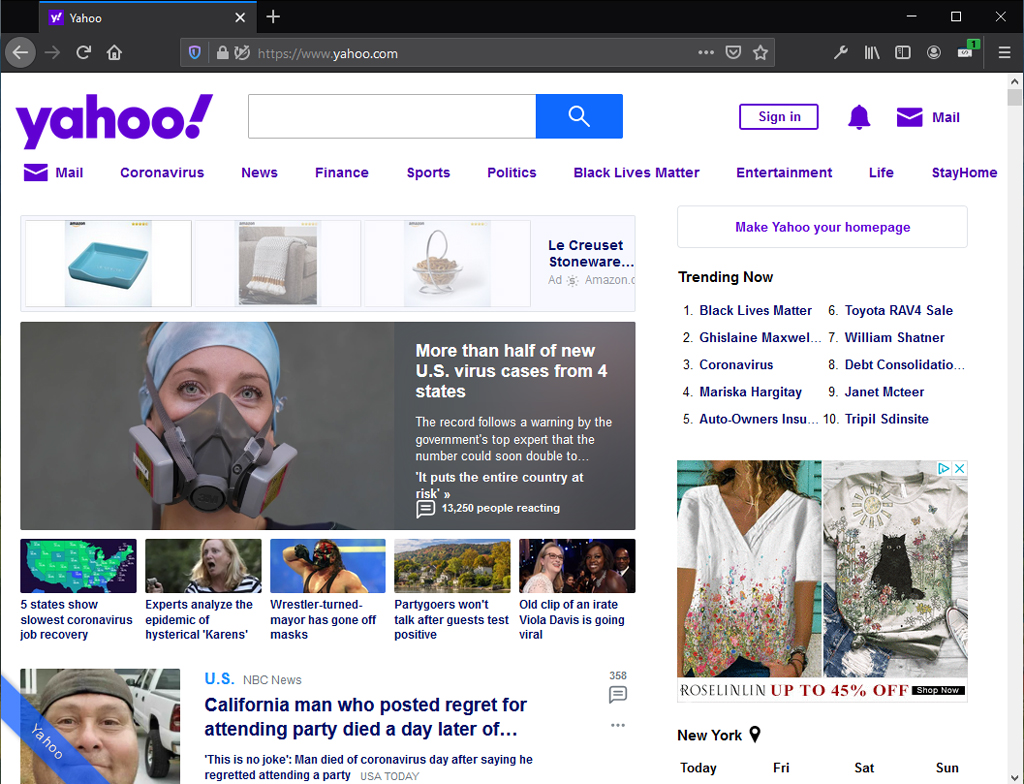 Yahoo
https://www.yahoo.com
1
yahoo!
Sign in
Mail
Mail
Coronavirus
News
Finance
Sports
Politics
Black Lives Matter
Entertainment
Life
StayHome
Le Creuset
Stoneware...
Ad
Amazon.c
Make Yahoo your homepage
Trending Now
1. Black Lives Matter
2. Ghislaine Maxwel...
3. Coronavirus
4. Mariska Hargitay
5. Auto-Owners Insu...
6. Toyota RAV4 Sale
7. William Shatner
8. Debt Consolidatio...
9. Janet Mcteer
10. Tripil Sdinsite
More than half of new
U.S. virus cases from 4
states
The record follows a warning by the
government's top expert that the
number could soon double to...
'It puts the entire country at
risk' »
13,250 people reacting
5 states show
slowest coronavirus
job recovery
Experts analyze the
epidemic of
hysterical 'Karens'
Wrestler-turned-
mayor has gone off
masks
Partygoers won't
talk after guests test
positive
Old clip of an irate
Viola Davis is going
viral
ROSELINLIN UP TO 45% OFF Shop Now
U.S. NBC News
California man who posted regret for
attending party died a day later of...
'This is no joke': Man died of coronavirus day after saying he
regretted attending a party USA TODAY
358
Yahoo
New York
Today
Fri
Sat
Sun